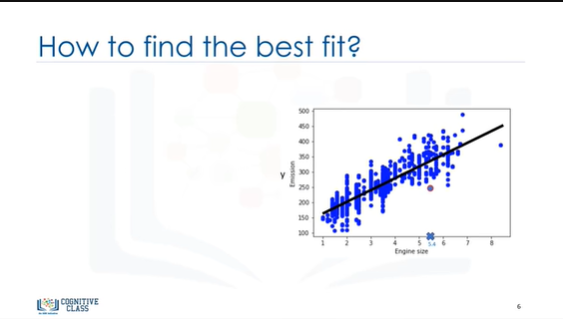 How to find the best fit?
500
450
400
350
300
250
200
150
100
Emission
Y
1 2 3 4 5 5.4 6 7 8
Engine size
COGNITIVE
CLASS
6